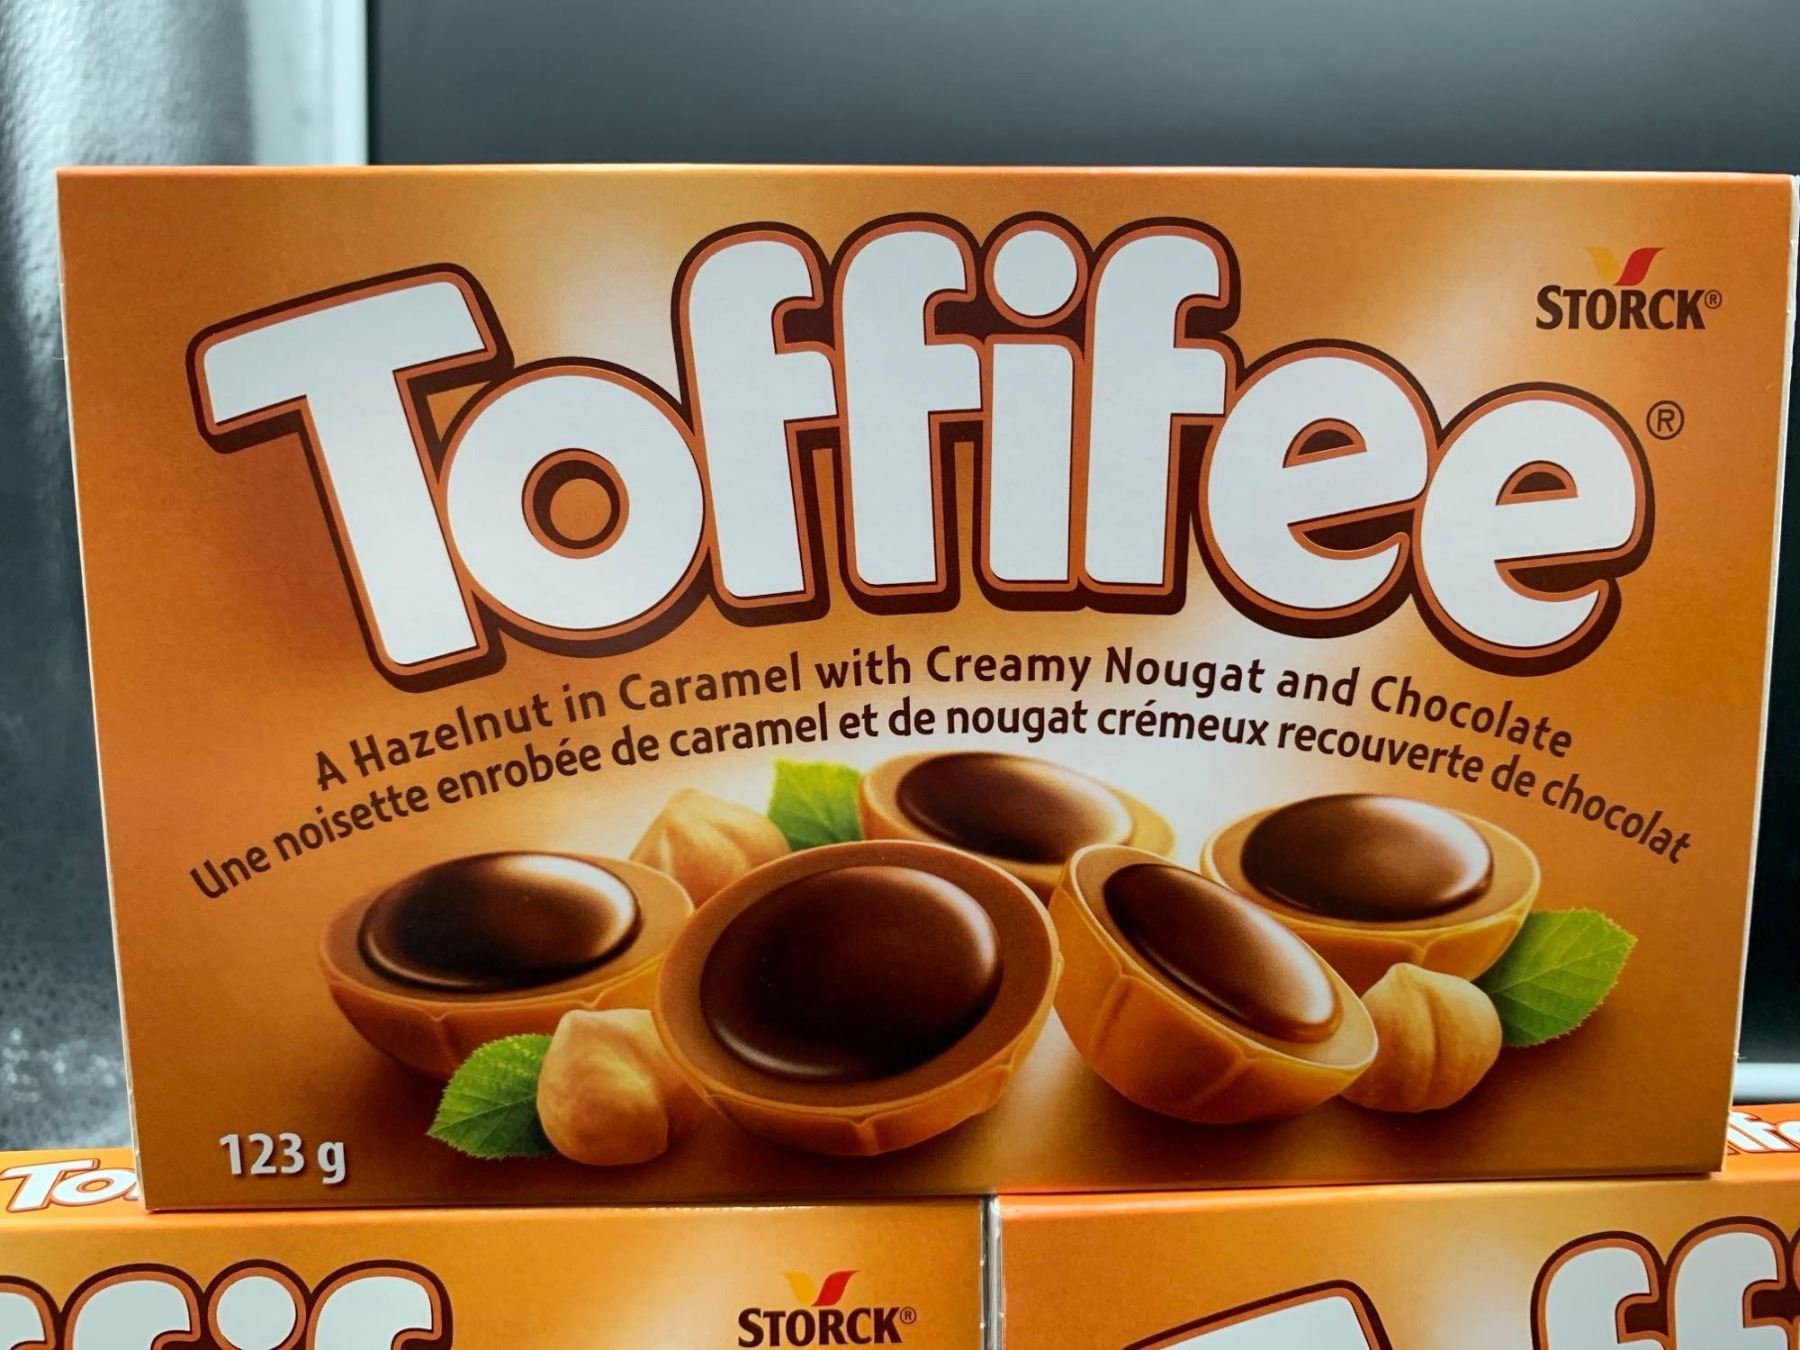 STORCK®
Toffifee®
A Hazelnut in Caramel with Creamy Nougat and Chocolate
Une noisette enrobée de caramel et de nougat crémeux recouverte de chocolat
123 g
To
STORCK®